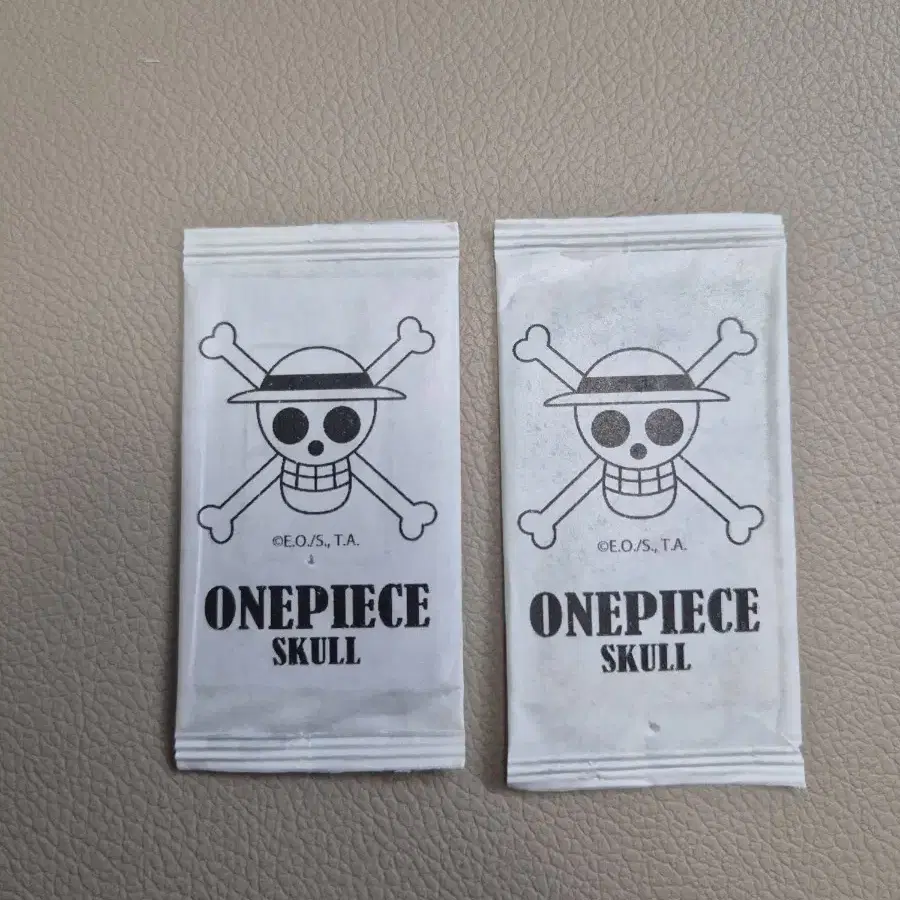 ©E.O./S., T.A.
ONEPIECE
SKULL
©E.O./S., T.A.
ONEPIECE
SKULL